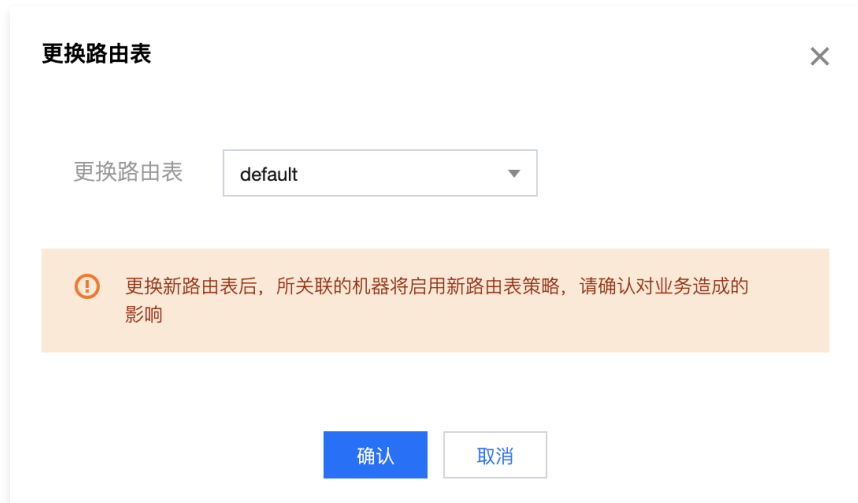 更换路由表
更换路由表 default
更换新路由表后，所关联的机器将启用新路由表策略，请确认对业务造成的
影响
确认 取消